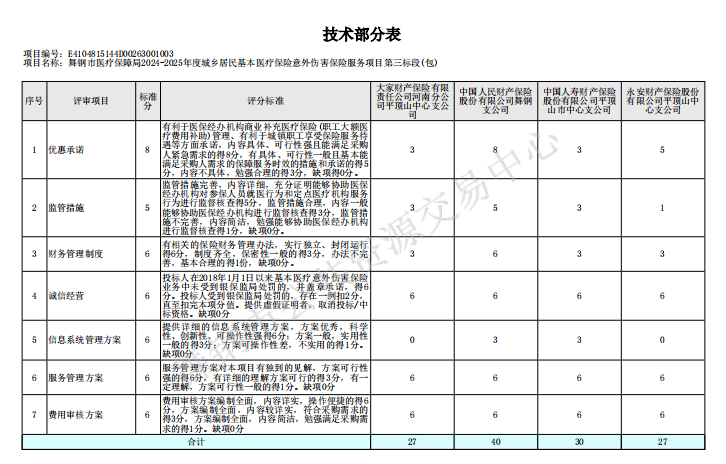 技术部分表
项目编号：E4104815144D00263001003
项目名称：舞钢市医疗保障局2024-2025年度城乡居民基本医疗保险意外伤害保险服务项目第三标段(包)
序号 评审项目 标准分 评分标准 大家财产保险有限责任公司河南分公司平顶山中心支公司 中国人民财产保险股份有限公司舞钢支公司 中国人寿财产保险股份有限公司平顶山市中心支公司 永安财产保险股份有限公司平顶山中心支公司
1 优惠承诺 8 有利于医保经办机构商业补充医疗保险(职工大额医
疗费用补助)管理、有利于城镇职工享受保险服务待
遇等方面承诺，内容具体、可行性强且能满足采购
人紧急需求的得8分，有具体、可行性一般且基本能
满足采购人需求的保障服务时效的措施和承诺的得5
分，内容不具体，勉强合理的得3分，缺项得0分。 3 8 3 5
2 监管措施 5 监管措施完善，内容详细，充分证明能够协助医保
经办机构对参保人员就医行为和定点医疗机构服务
行为进行监督核查得5分，监管措施合理，内容一般
能够协助医保经办机构进行监督核查得3分，监管措
施不完善，内容简洁，勉强能够协助医保经办机构
进行监督核查得1分，缺项0分。 3 5 3 1
3 财务管理制度 6 有相关的保险财务管理办法，实行独立、封闭运行
得6分，制度齐全，保密性一般的得3分，办法不完
善，基本合理的得1份，缺项0分。 3 6 3 3
4 诚信经营 6 投标人在2018年1月1日以来基本医疗意外伤害保险
业务中未受到银保监局处罚的，并盖章承诺，得6
分。投标人受到银保监局处罚的，存在一例扣2分，
直至扣完本项分值。提供虚假证明者，取消投标/中
标资格。缺项0分 6 6 6 6
5 信息系统管理方案 6 提供详细的信息系统管理方案，方案优秀，科学
性、创新性、可操作性强得6分；方案一般，实用性
一般的得3分；方案可操作性差，不实用的得1分。
缺项0分 0 3 3 0
6 服务管理方案 6 服务管理方案对本项目有独到的见解，方案可行性
强的得6分，有详细的理解方案可行的得3分，有一
定理解，方案可行性一般的得1分。缺项0分 6 6 6 6
7 费用审核方案 6 费用审核方案编制全面，内容详实，操作便捷的得6
分，方案编制全面，内容较详实，符合采购需求的
得3分，方案编制全面，内容简洁，勉强满足采购需
求的得1分。缺项0分 6 6 6 6
合计 27 40 30 27